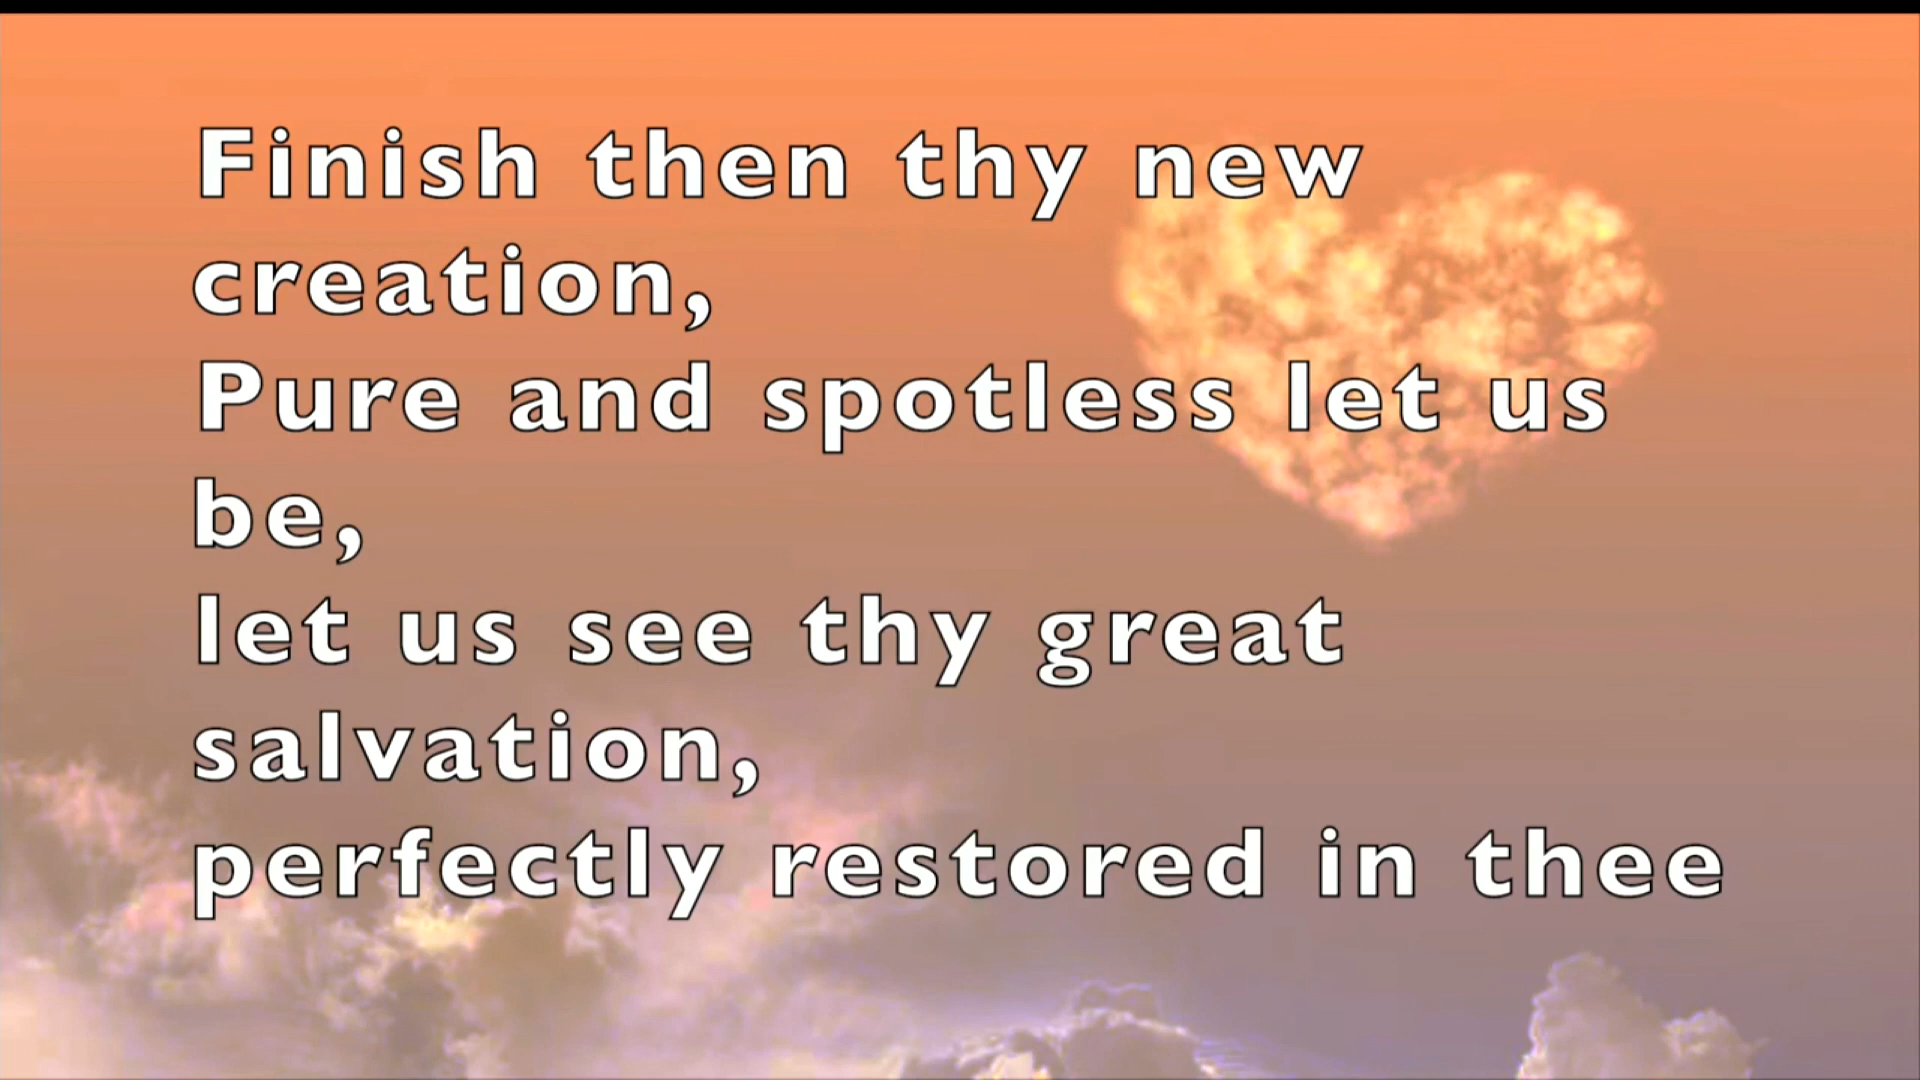 Finish then thy new
creation,
Pure and spotless let us
be,
let us see thy great
salvation,
perfectly restored in thee